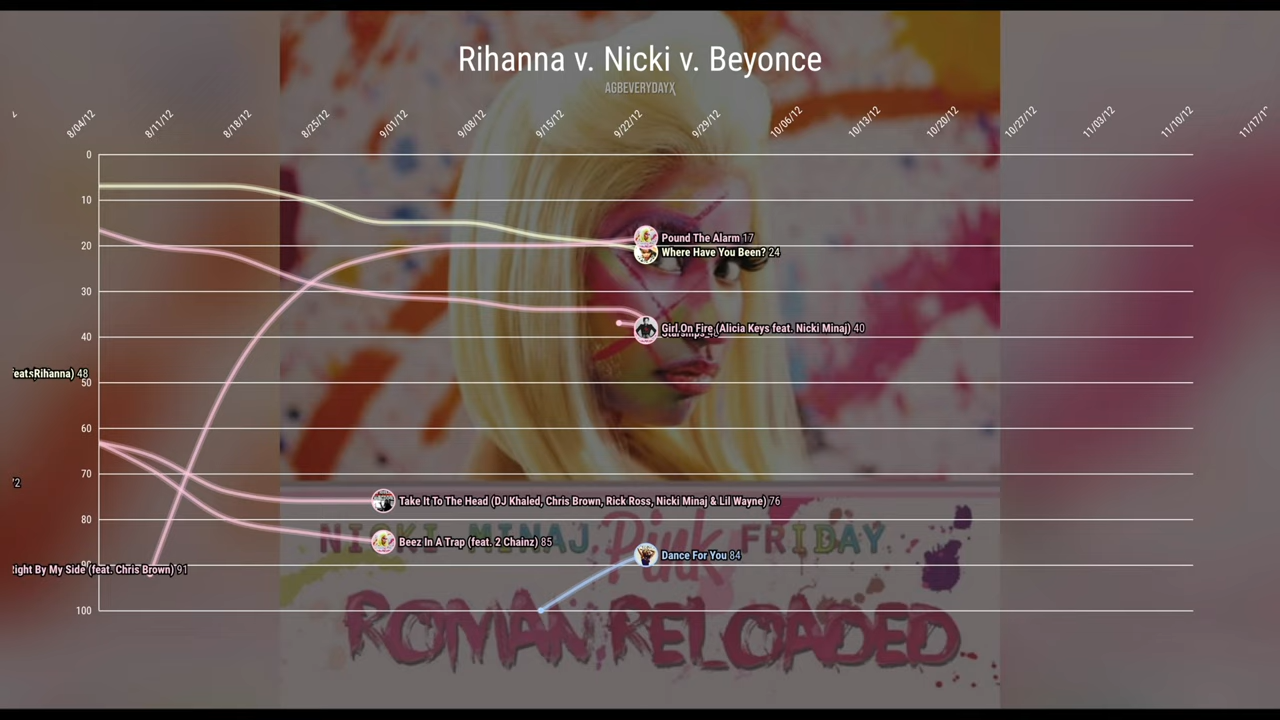 Rihanna v. Nicki v. Beyonce
AGBEVERYDAYX
8/04/12
8/11/12
8/18/12
8/25/12
9/01/12
9/08/12
9/15/12
9/22/12
9/29/12
10/06/12
10/13/12
10/20/12
10/27/12
11/03/12
11/10/12
0
10
20
Pound The Alarm 17
Where Have You Been? 24
30
Girl On Fire (Alicia Keys feat. Nicki Minaj) 40
Starships
40
Rihanna) 48
50
60
70
72
Take It To The Head (DJ Khaled, Chris Brown, Rick Ross, Nicki Minaj & Lil Wayne) 76
80
NICKI MINAJ Pink FRIDAY
Beez In A Trap (feat. 2 Chainz) 85
Dance For You 84
ight By My Side (feat. Chris Brown) 91
100
ROMAN RELOADED